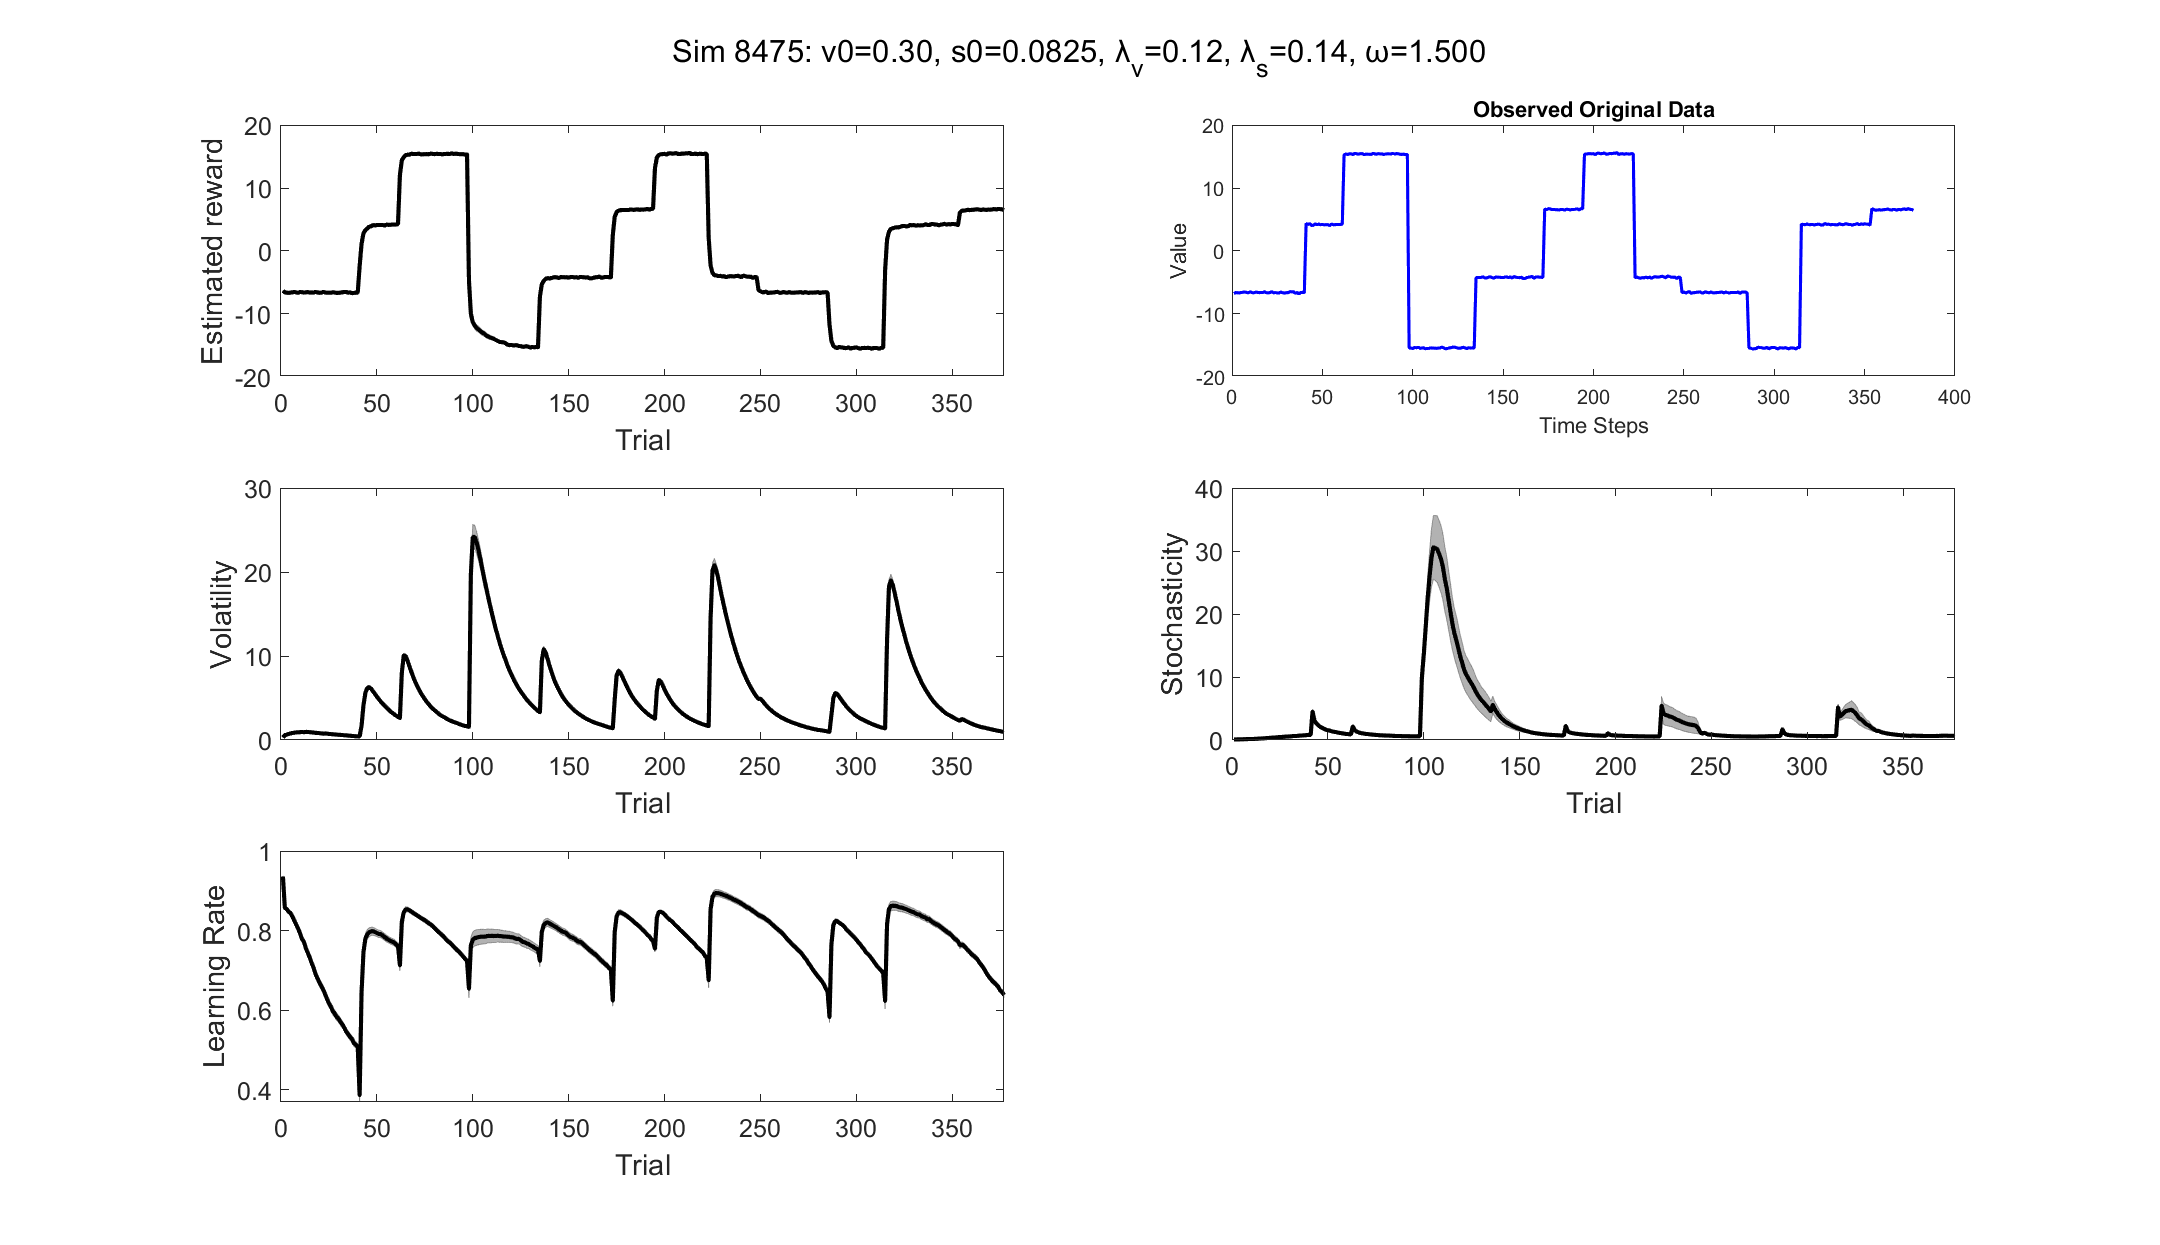 Sim 8475: v0=0.30, s0=0.0825, λ_v=0.12, λ_s=0.14, ω=1.500
Estimated reward
20
10
0
-10
-20
0 50 100 150 200 250 300 350
Trial
Observed Original Data
Value
20
10
0
-10
-20
0 50 100 150 200 250 300 350 400
Time Steps
Volatility
30
20
10
0
0 50 100 150 200 250 300 350
Trial
Stochasticity
40
30
20
10
0
0 50 100 150 200 250 300 350
Trial
Learning Rate
1
0.8
0.6
0.4
0 50 100 150 200 250 300 350
Trial